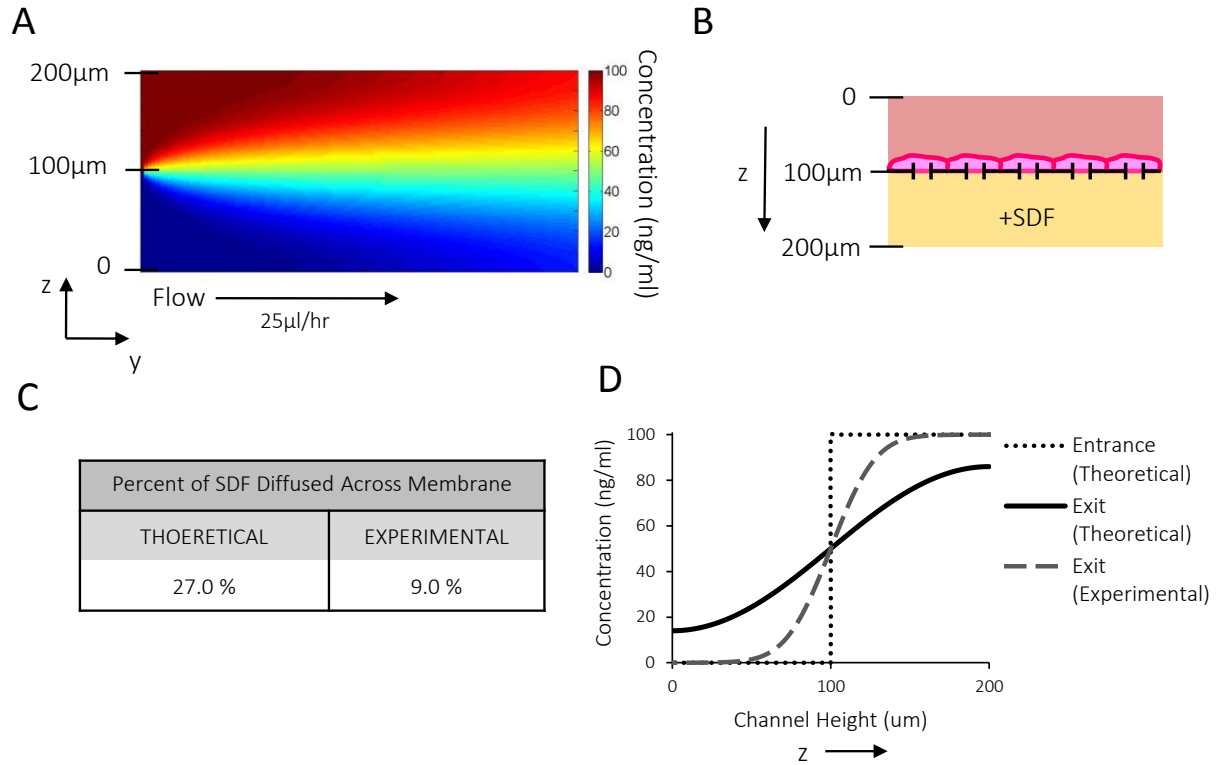 A
200µm
100µm
0
z
y
Flow
25µl/hr
Concentration (ng/ml)
100
80
60
40
20
0
B
0
z
100µm
+SDF
200µm
C
Percent of SDF Diffused Across Membrane
THOERETICAL
EXPERIMENTAL
27.0 %
9.0 %
D
Concentration (ng/ml)
100
80
60
40
20
0
0
100
200
Channel Height (um)
z
Entrance
(Theoretical)
Exit
(Theoretical)
Exit
(Experimental)